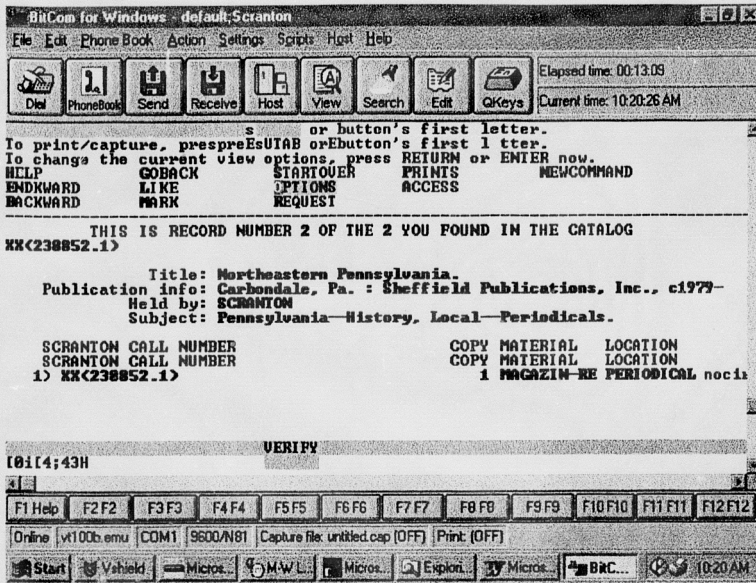 BitCom for Windows - default;Scranton
File Edit Phone Book Action Settings Scripts Host Help
Dial PhoneBook Send Receive Host View Search Edit QKeys
Elapsed time: 00:13:09
Current time: 10:20:26 AM
s or button's first letter.
To print/capture, prespreEsUTAB orEbutton's first l tter.
To change the current view options, press RETURN or ENTER now.
HELP GOBACK STARTOVER PRINTS NEWCOMMAND
ENDKWARD LIKE OPTIONS ACCESS
BACKWARD MARK REQUEST
THIS IS RECORD NUMBER 2 OF THE 2 YOU FOUND IN THE CATALOG
XX<238852.1>
Title: Northeastern Pennsylvania.
Publication info: Carbondale, Pa. : Sheffield Publications, Inc., c1979-
Held by: SCRANTON
Subject: Pennsylvania—History, Local—Periodicals.
SCRANTON CALL NUMBER COPY MATERIAL LOCATION
SCRANTON CALL NUMBER COPY MATERIAL LOCATION
1) XX<238852.1> 1 MAGAZIN-RE PERIODICAL nocir
VERIFY
[0i[4;43H
F1 Help F2 F2 F3 F3 F4 F4 F5 F5 F6 F6 F7 F7 F8 F8 F9 F9 F10 F10 F11 F11 F12 F12
Online vt100b.emu COM1 9600/N81 Capture file: untitled.cap (OFF) Print: (OFF)
Start Vshield Micros... M-W L... Micros... Explori... Micros... BitC... 10:20 AM